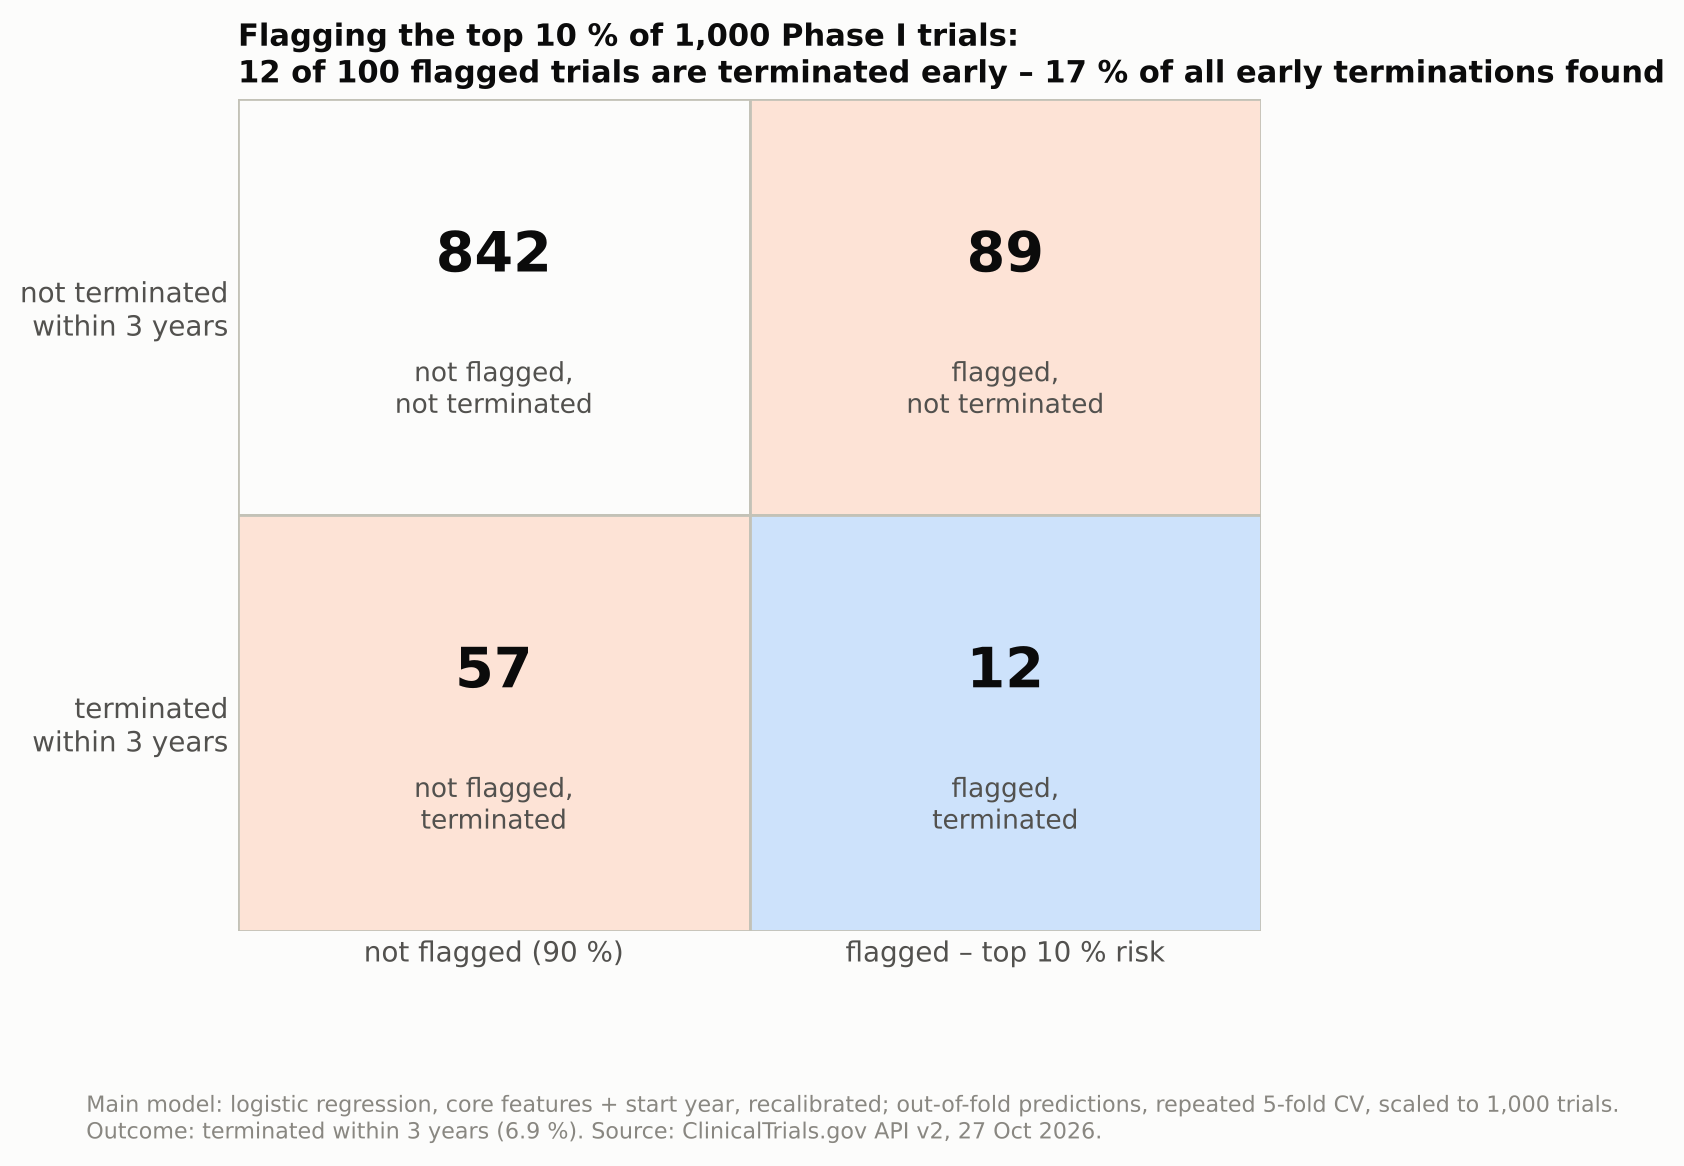 Flagging the top 10 % of 1,000 Phase I trials:
12 of 100 flagged trials are terminated early – 17 % of all early terminations found
842
89
not terminated
within 3 years
not flagged,
not terminated
flagged,
not terminated
57
12
terminated
within 3 years
not flagged,
terminated
flagged,
terminated
not flagged (90 %)
flagged – top 10 % risk
Main model: logistic regression, core features + start year, recalibrated; out-of-fold predictions, repeated 5-fold CV, scaled to 1,000 trials.
Outcome: terminated within 3 years (6.9 %). Source: ClinicalTrials.gov API v2, 27 Oct 2026.